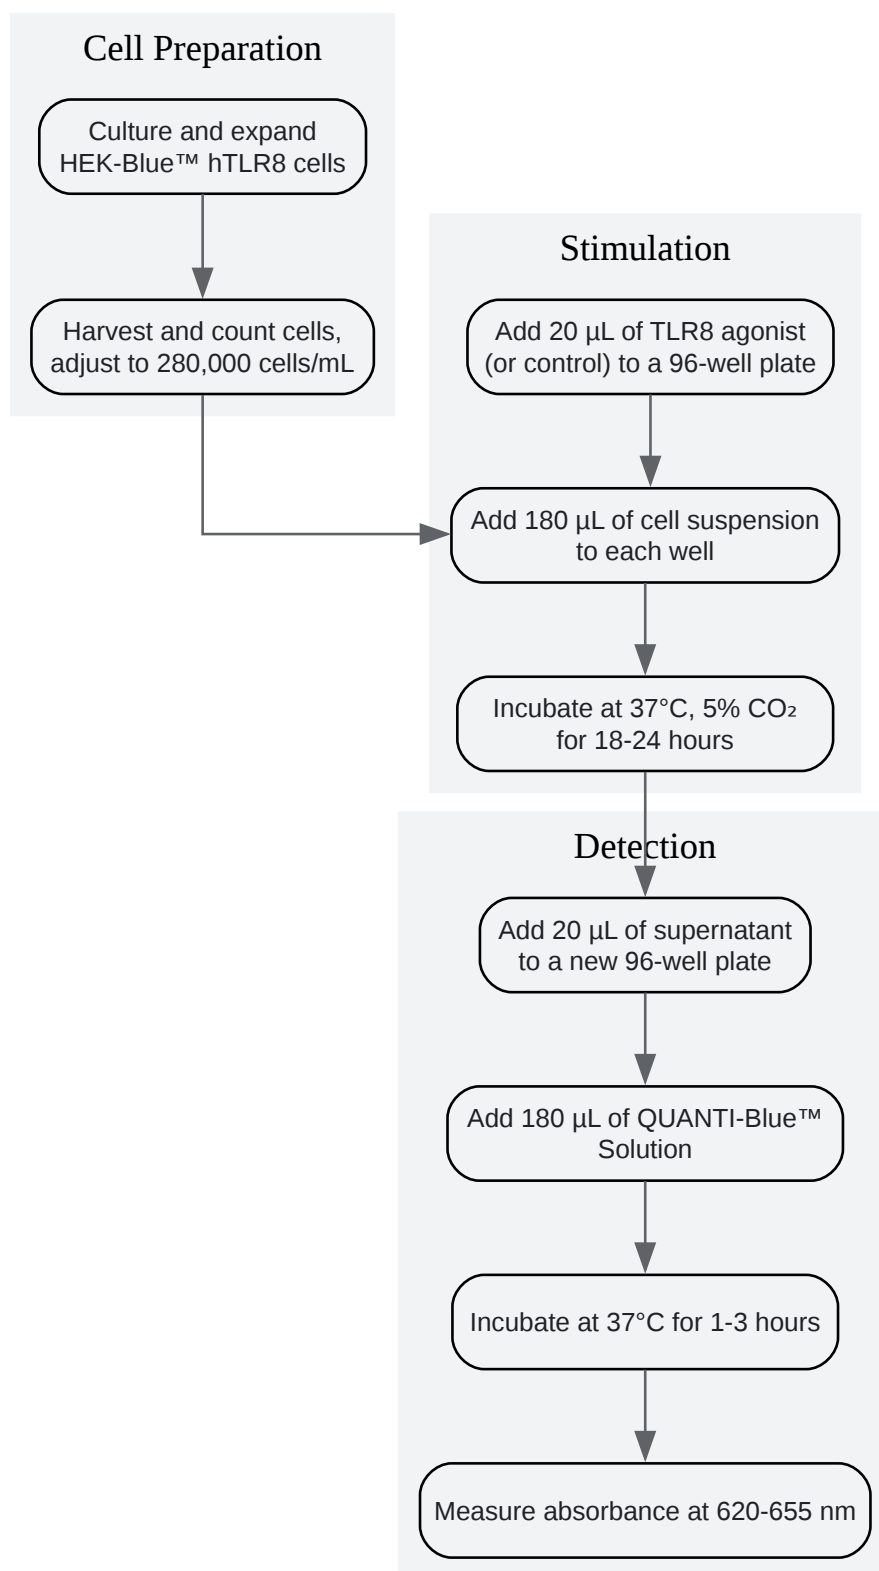 Cell Preparation
Culture and expand
HEK-Blue™ hTLR8 cells
Harvest and count cells,
adjust to 280,000 cells/mL
Stimulation
Add 20 µL of TLR8 agonist
(or control) to a 96-well plate
Add 180 µL of cell suspension
to each well
Incubate at 37°C, 5% CO₂
for 18-24 hours
Detection
Add 20 µL of supernatant
to a new 96-well plate
Add 180 µL of QUANTI-Blue™
Solution
Incubate at 37°C for 1-3 hours
Measure absorbance at 620-655 nm